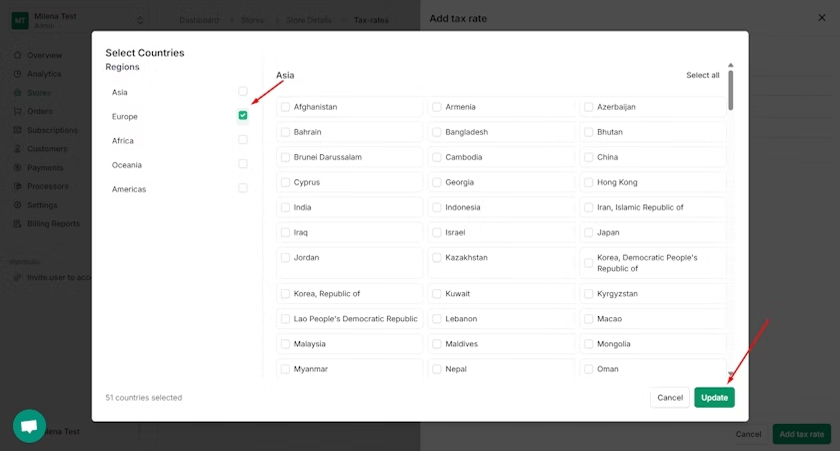 MT
Milena Test
Admin
Dashboard
Stores
Store Details
Tax-rates
Add tax rate
Overview
Analytics
Stores
Orders
Subscriptions
Customers
Payments
Processors
Settings
Billing Reports
Invite user to
Milena Test
Select Countries
Regions
Asia
Europe
Africa
Oceania
Americas
Asia
Select all
Afghanistan
Armenia
Azerbaijan
Bahrain
Bangladesh
Bhutan
Brunei Darussalam
Cambodia
China
Cyprus
Georgia
Hong Kong
India
Indonesia
Iran, Islamic Republic of
Iraq
Israel
Japan
Jordan
Kazakhstan
Korea, Democratic People's
Republic of
Korea, Republic of
Kuwait
Kyrgyzstan
Lao People's Democratic Republic
Lebanon
Macao
Malaysia
Maldives
Mongolia
Myanmar
Nepal
Oman
51 countries selected
Cancel
Update
Cancel
Add tax rate